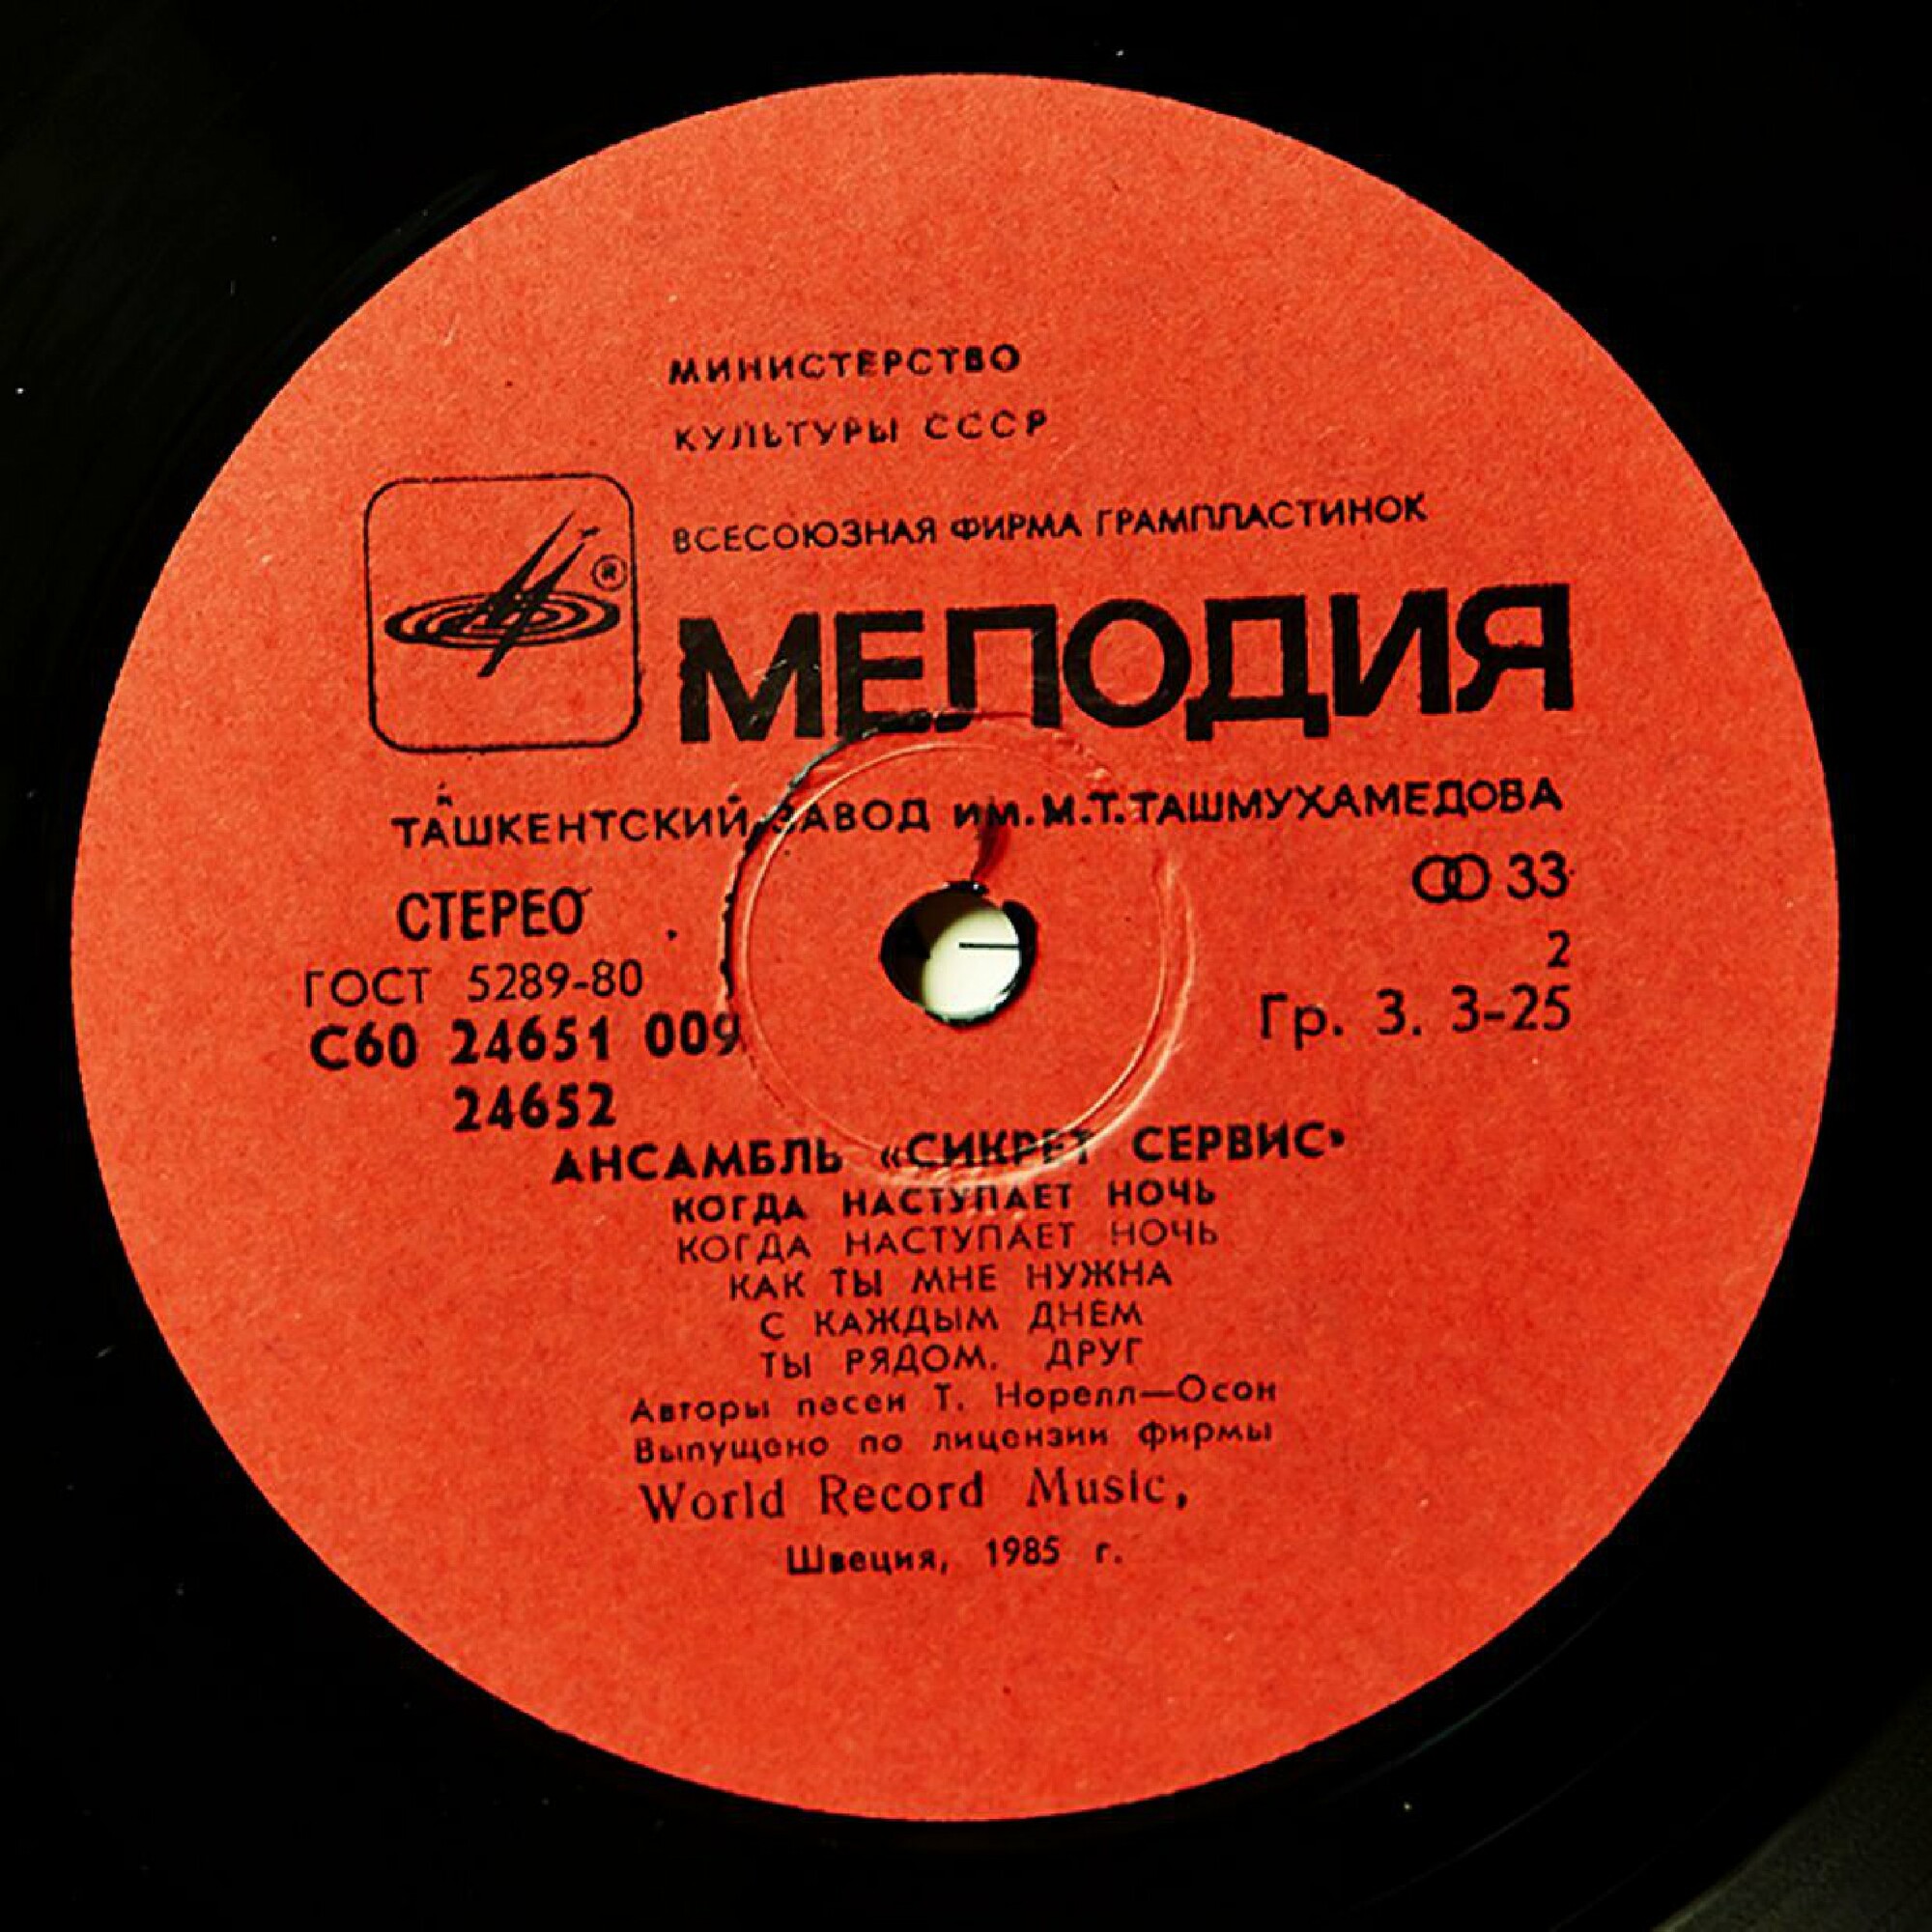 МИНИСТЕРСТВО
КУЛЬТУРЫ СССР
ВСЕСОЮЗНАЯ ФИРМА ГРАМПЛАСТИНОК
®
МЕЛОДИЯ
ТАШКЕНТСКИЙ ЗАВОД ИМ. М.Т. ТАШМУХАМЕДОВА
СТЕРЕО
33
ГОСТ 5289-80
2
С60 24651 009
Гр. 3. 3-25
24652
АНСАМБЛЬ «СИКРЕТ СЕРВИС»
КОГДА НАСТУПАЕТ НОЧЬ
КОГДА НАСТУПАЕТ НОЧЬ
КАК ТЫ МНЕ НУЖНА
С КАЖДЫМ ДНЕМ
ТЫ РЯДОМ. ДРУГ
Авторы песен Т. Норелл—Осон
Выпущено по лицензии фирмы
World Record Music,
Швеция, 1985 г.